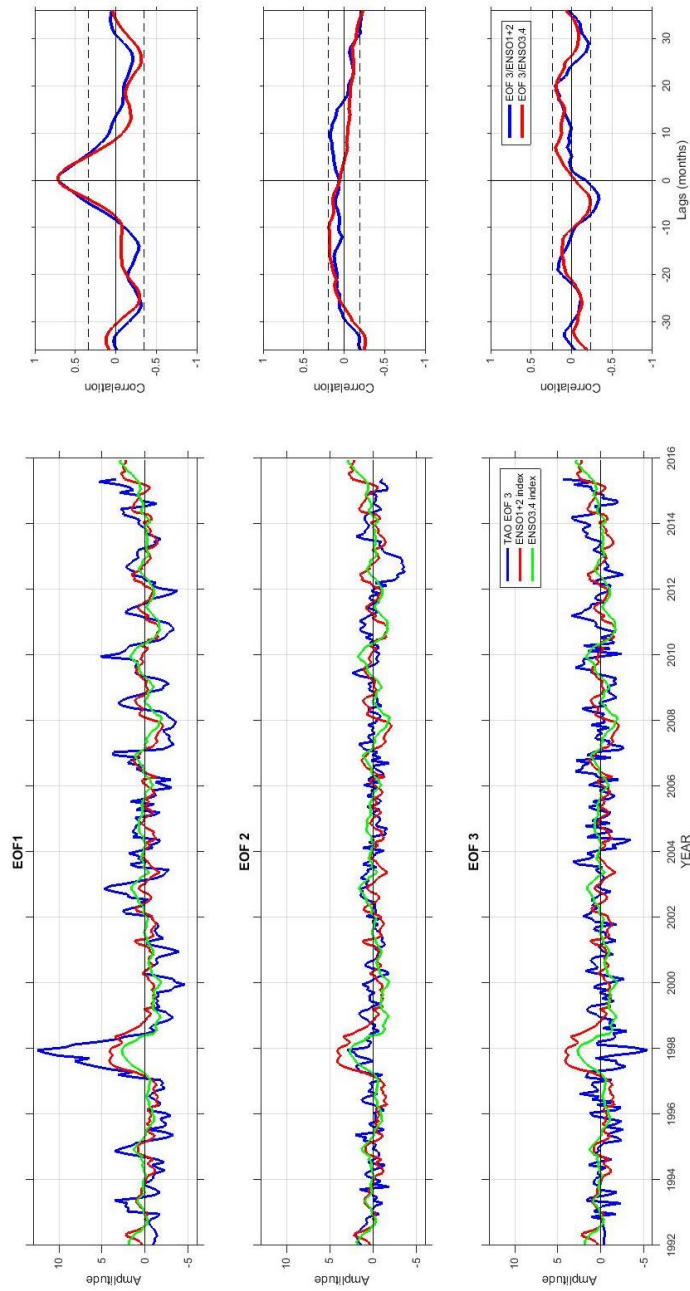 EOF1
Amplitude
10
5
0
-5
Correlation
1
0.5
0
-0.5
-1
EOF 2
Amplitude
10
5
0
-5
Correlation
1
0.5
0
-0.5
-1
EOF 3
Amplitude
10
5
0
-5
TAO EOF 3
ENSO1+2 index
ENSO3,4 index
1992 1994 1996 1998 2000 2002 2004 2006 2008 2010 2012 2014 2016
YEAR
Correlation
1
0.5
0
-0.5
-1
EOF 3/ENSO1+2
EOF 3/ENSO3,4
-30 -20 -10 0 10 20 30
Lags (months)